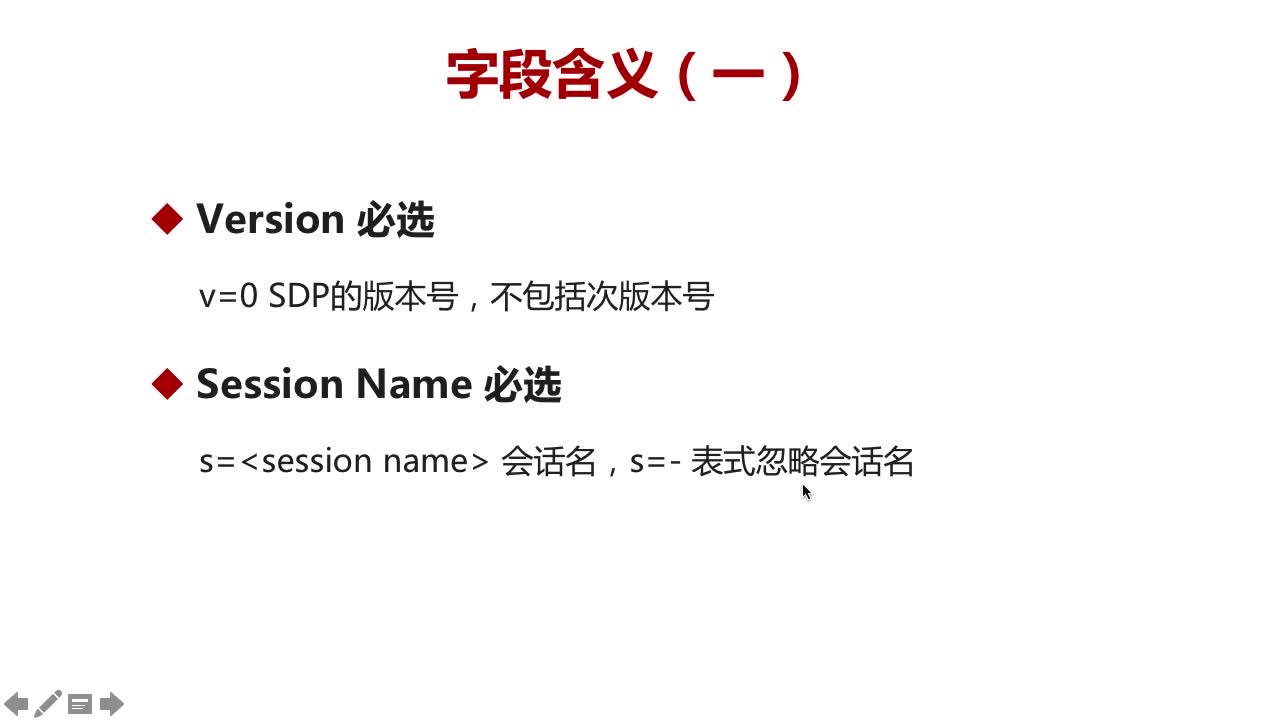 字段含义（一）
Version 必选
v=0 SDP的版本号，不包括次版本号
Session Name 必选
s=<session name> 会话名，s=- 表式忽略会话名